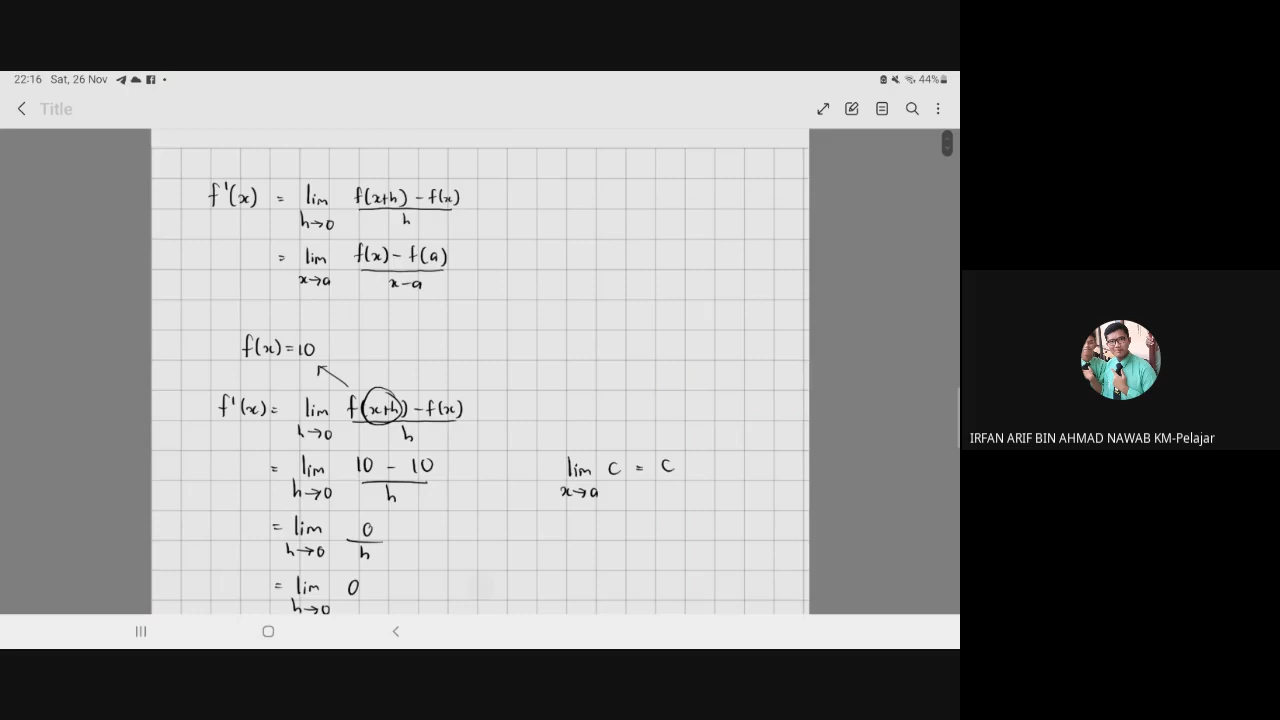 22:16 Sat, 26 Nov 44%
Title
f'(x) = lim h→0 f(x+h) - f(x) / h
= lim x→a f(x) - f(a) / x-a
f(x) = 10
f'(x) = lim h→0 f(x+h) - f(x) / h
= lim h→0 10 - 10 / h
lim x→a c = c
= lim h→0 0 / h
= lim h→0 0
IRFAN ARIF BIN AHMAD NAWAB KM-Pelajar